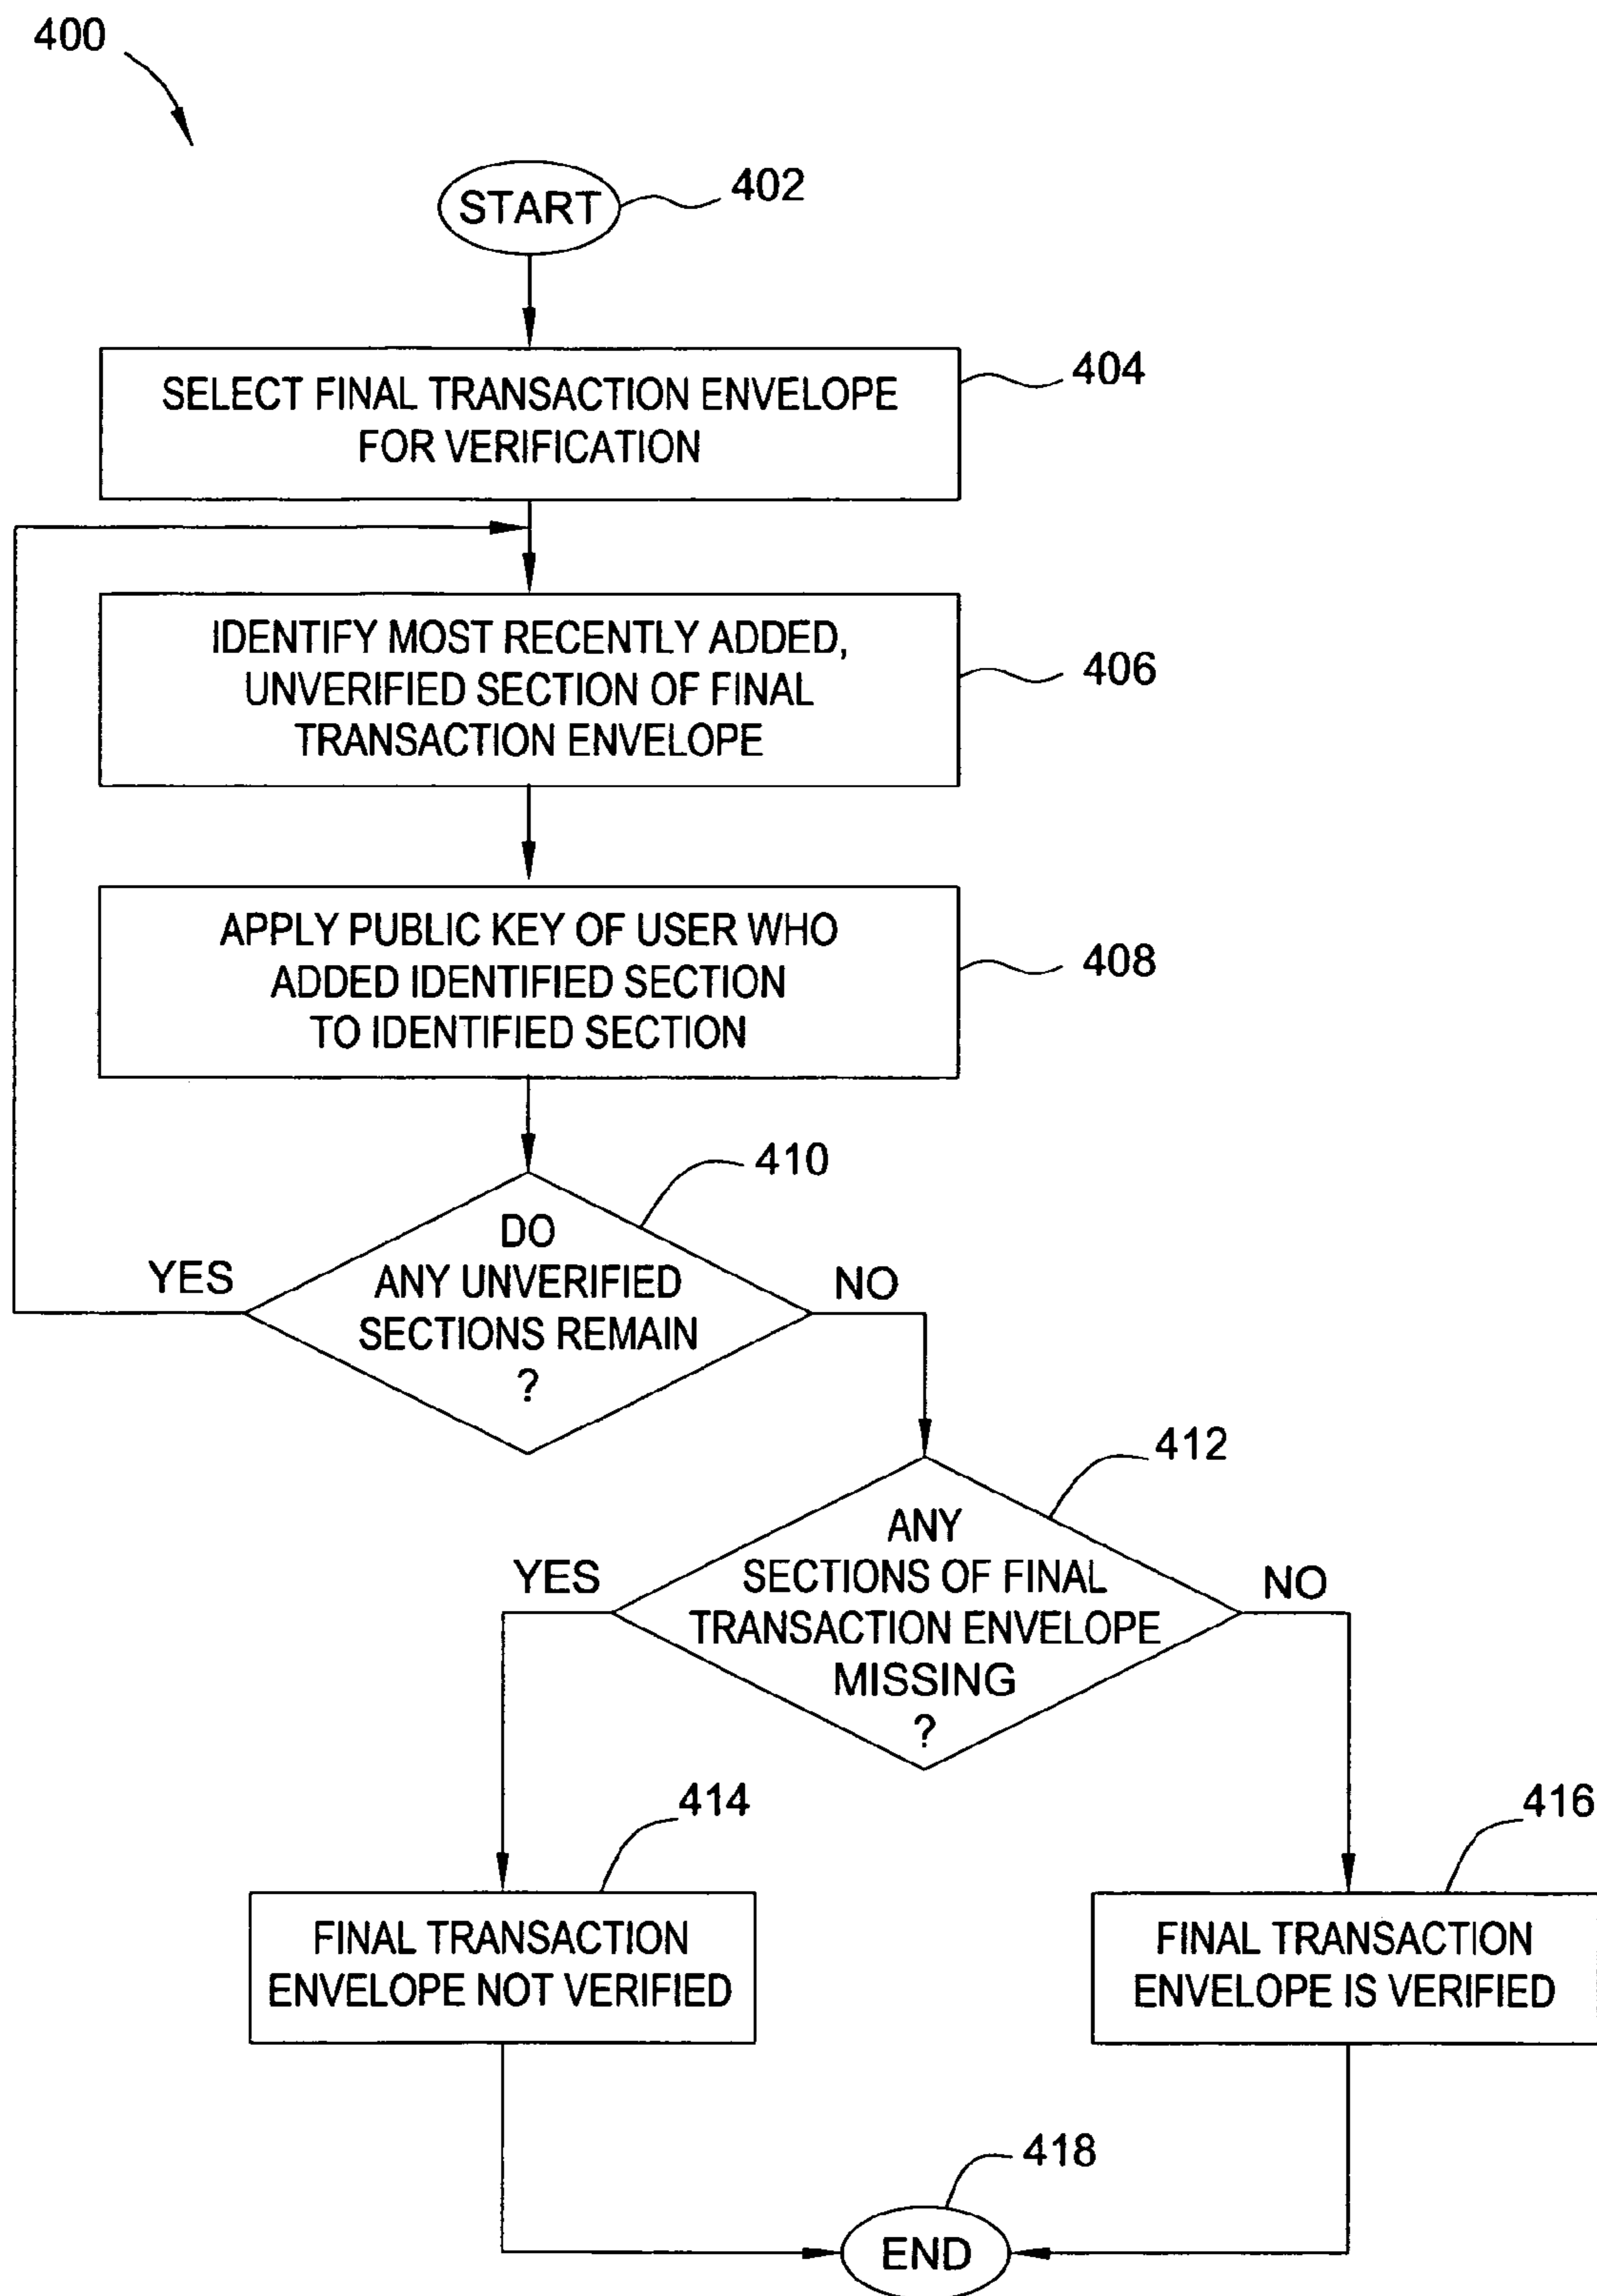 400
START
402
SELECT FINAL TRANSACTION ENVELOPE
FOR VERIFICATION
404
IDENTIFY MOST RECENTLY ADDED,
UNVERIFIED SECTION OF FINAL
TRANSACTION ENVELOPE
406
APPLY PUBLIC KEY OF USER WHO
ADDED IDENTIFIED SECTION
TO IDENTIFIED SECTION
408
410
DO
ANY UNVERIFIED
SECTIONS REMAIN
?
YES
NO
412
ANY
SECTIONS OF FINAL
TRANSACTION ENVELOPE
MISSING
?
YES
NO
414
FINAL TRANSACTION
ENVELOPE NOT VERIFIED
416
FINAL TRANSACTION
ENVELOPE IS VERIFIED
418
END